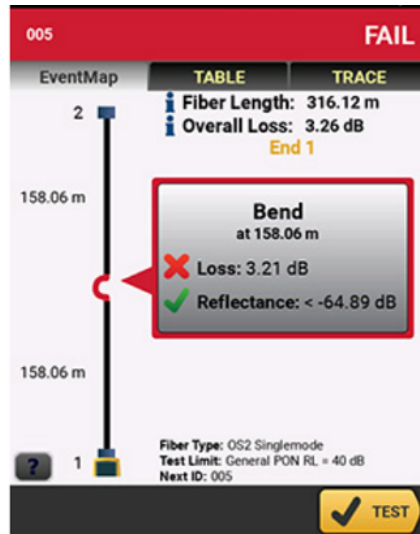 005 FAIL
EventMap TABLE TRACE
2
Fiber Length: 316.12 m
Overall Loss: 3.26 dB
End 1
158.06 m
Bend
at 158.06 m
Loss: 3.21 dB
Reflectance: < -64.89 dB
158.06 m
1
Fiber Type: OS2 Singlemode
Test Limit: General PON RL = 40 dB
Next ID: 005
?
TEST